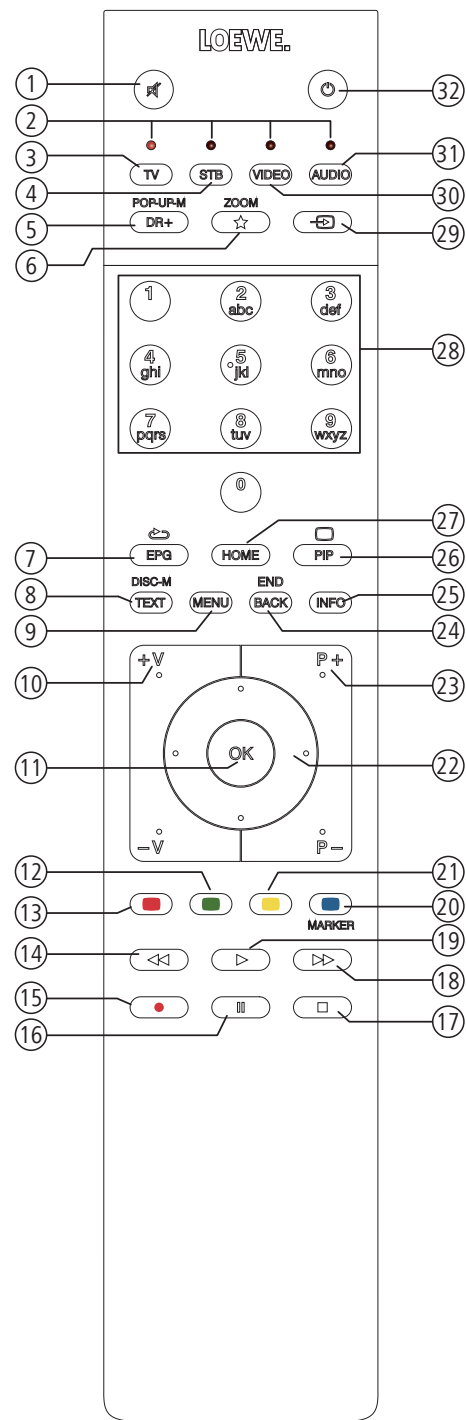 LOEWE.
1 32
2
3 TV STB VIDEO AUDIO 31
4 30
POP-UP-M ZOOM
5 DR+ 29
6
1 2 3
abc def
4 5 6 28
ghi jkl mno
7 8 9
pqrs tuv wxyz
0
27
7 EPG HOME PIP 26
DISC-M END
8 TEXT MENU BACK INFO 25
9 24
+V P+
10 23
11 OK 22
-V P-
12 21
13 20
MARKER
14 19
18
15
16 17